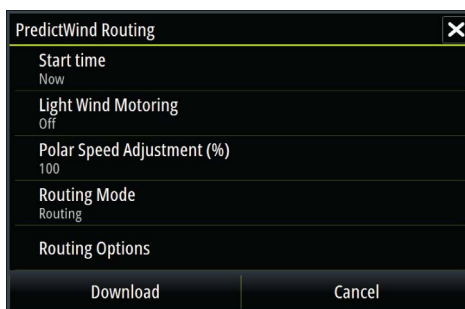 PredictWind Routing
Start time
Now
Light Wind Motoring
Off
Polar Speed Adjustment (%)
100
Routing Mode
Routing
Routing Options
Download Cancel